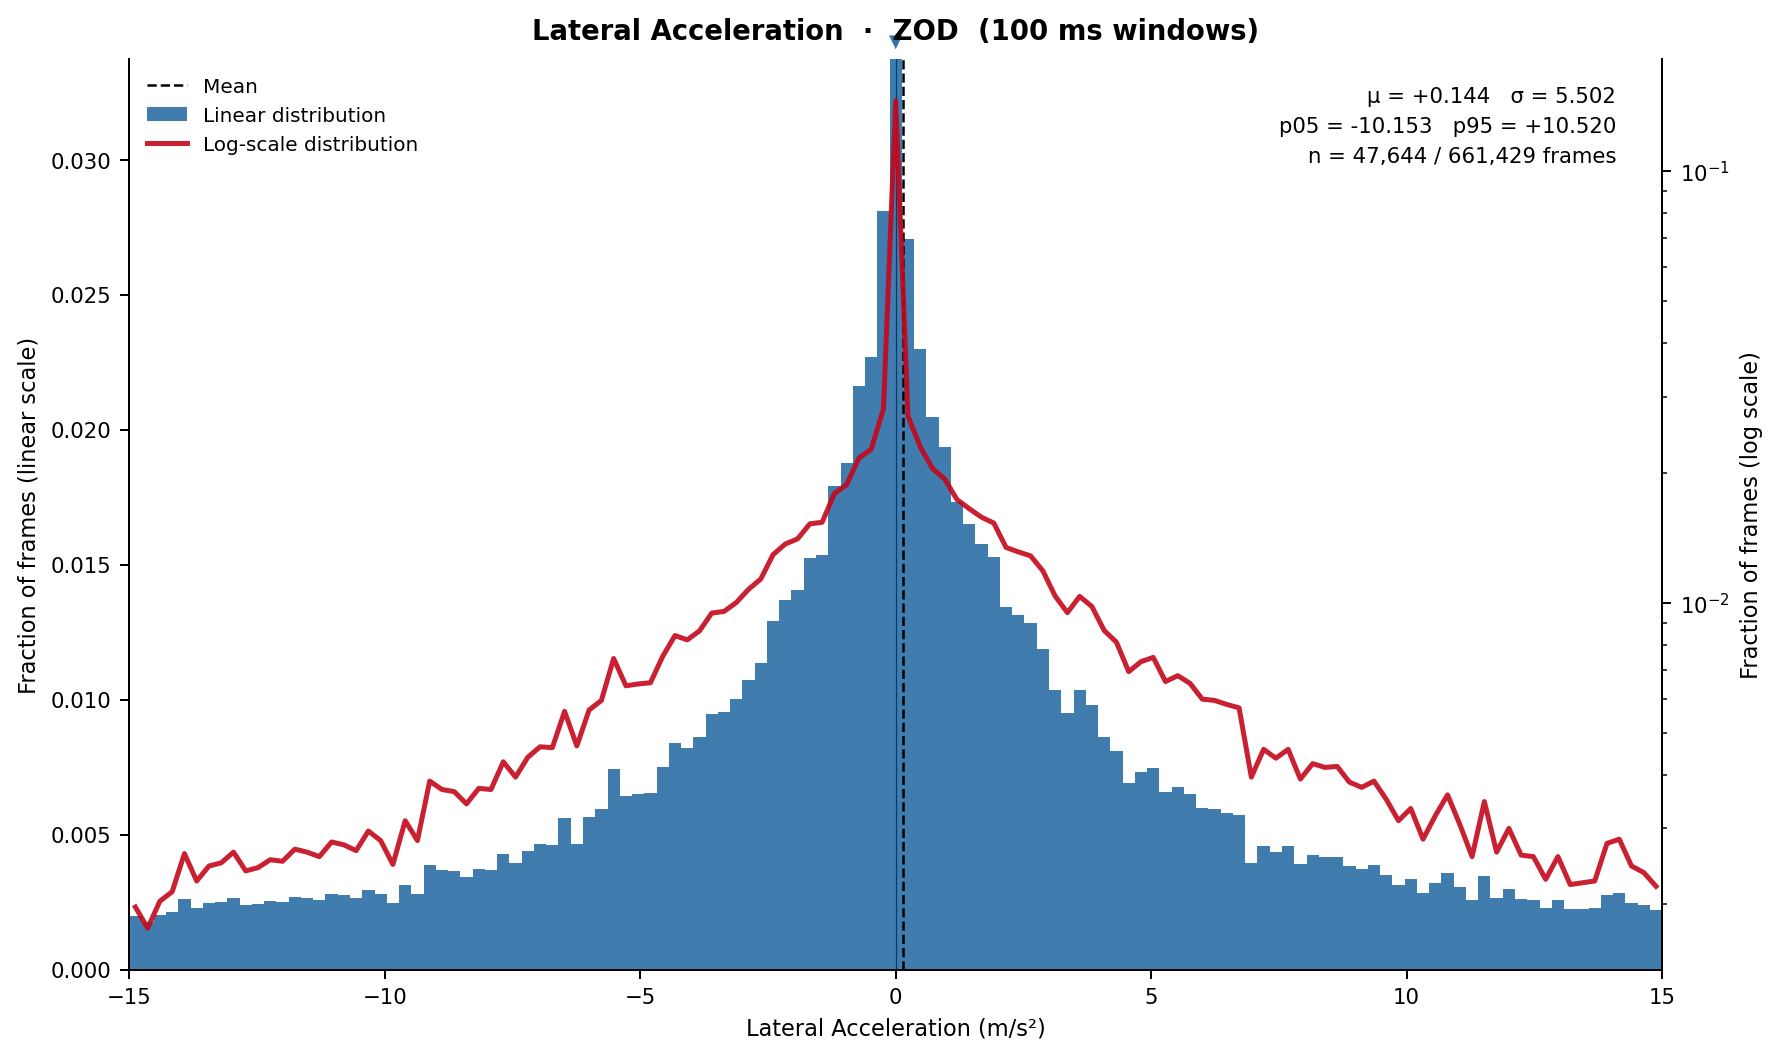 Lateral Acceleration · ZOD (100 ms windows)
Mean
Linear distribution
Log-scale distribution
μ = +0.144 σ = 5.502
p05 = -10.153 p95 = +10.520
n = 47,644 / 661,429 frames
Fraction of frames (linear scale)
0.030
0.025
0.020
0.015
0.010
0.005
0.000
10⁻¹
10⁻²
Fraction of frames (log scale)
−15
−10
−5
0
5
10
15
Lateral Acceleration (m/s²)